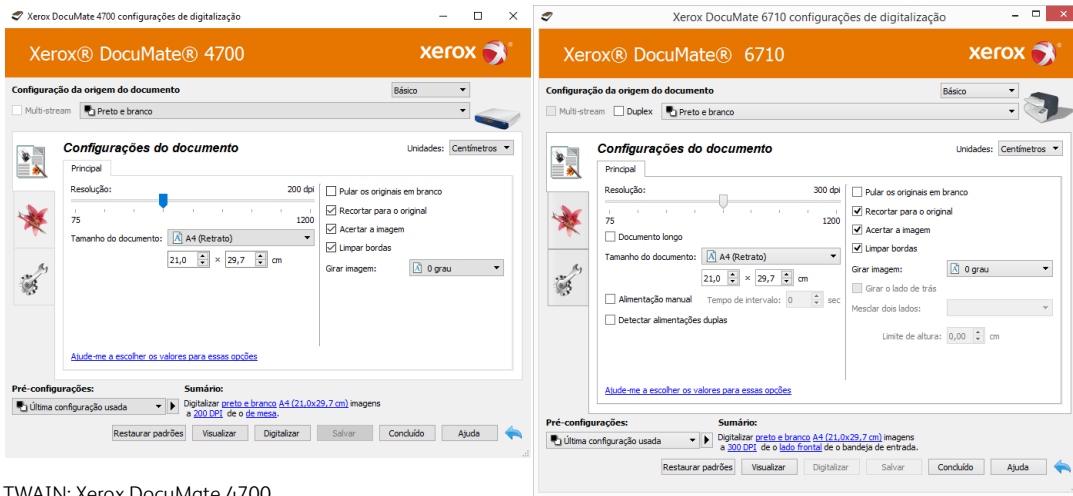 Xerox DocuMate 4700 configurações de digitalização
Xerox® DocuMate® 4700
xerox
Configuração da origem do documento
Básico
Multi-stream
Preto e branco
Configurações do documento
Unidades: Centímetros
Principal
Resolução: 200 dpi
75 1200
Tamanho do documento: A4 (Retrato)
21,0 × 29,7 cm
Pular os originais em branco
Recortar para o original
Acertar a imagem
Limpar bordas
Girar imagem: 0 grau
Ajude-me a escolher os valores para essas opções
Pré-configurações:
Última configuração usada
Sumário:
Digitalizar preto e branco A4 (21,0x29,7 cm) imagens
a 200 DPI de o de mesa.
Restaurar padrões Visualizar Digitalizar Salvar Concluído Ajuda
TWAIN: Xerox DocuMate 4700
Xerox DocuMate 6710 configurações de digitalização
Xerox® DocuMate® 6710
xerox
Configuração da origem do documento
Básico
Multi-stream Duplex Preto e branco
Configurações do documento
Unidades: Centímetros
Principal
Resolução: 300 dpi
75 1200
Documento longo
Tamanho do documento: A4 (Retrato)
21,0 × 29,7 cm
Alimentação manual Tempo de intervalo: 0 sec
Detectar alimentações duplas
Pular os originais em branco
Recortar para o original
Acertar a imagem
Limpar bordas
Girar imagem: 0 grau
Girar o lado de trás
Mesclar dois lados:
Limite de altura: 0,00 cm
Ajude-me a escolher os valores para essas opções
Pré-configurações:
Última configuração usada
Sumário:
Digitalizar preto e branco A4 (21,0x29,7 cm) imagens
a 300 DPI de o lado frontal de o bandeja de entrada.
Restaurar padrões Visualizar Digitalizar Salvar Concluído Ajuda